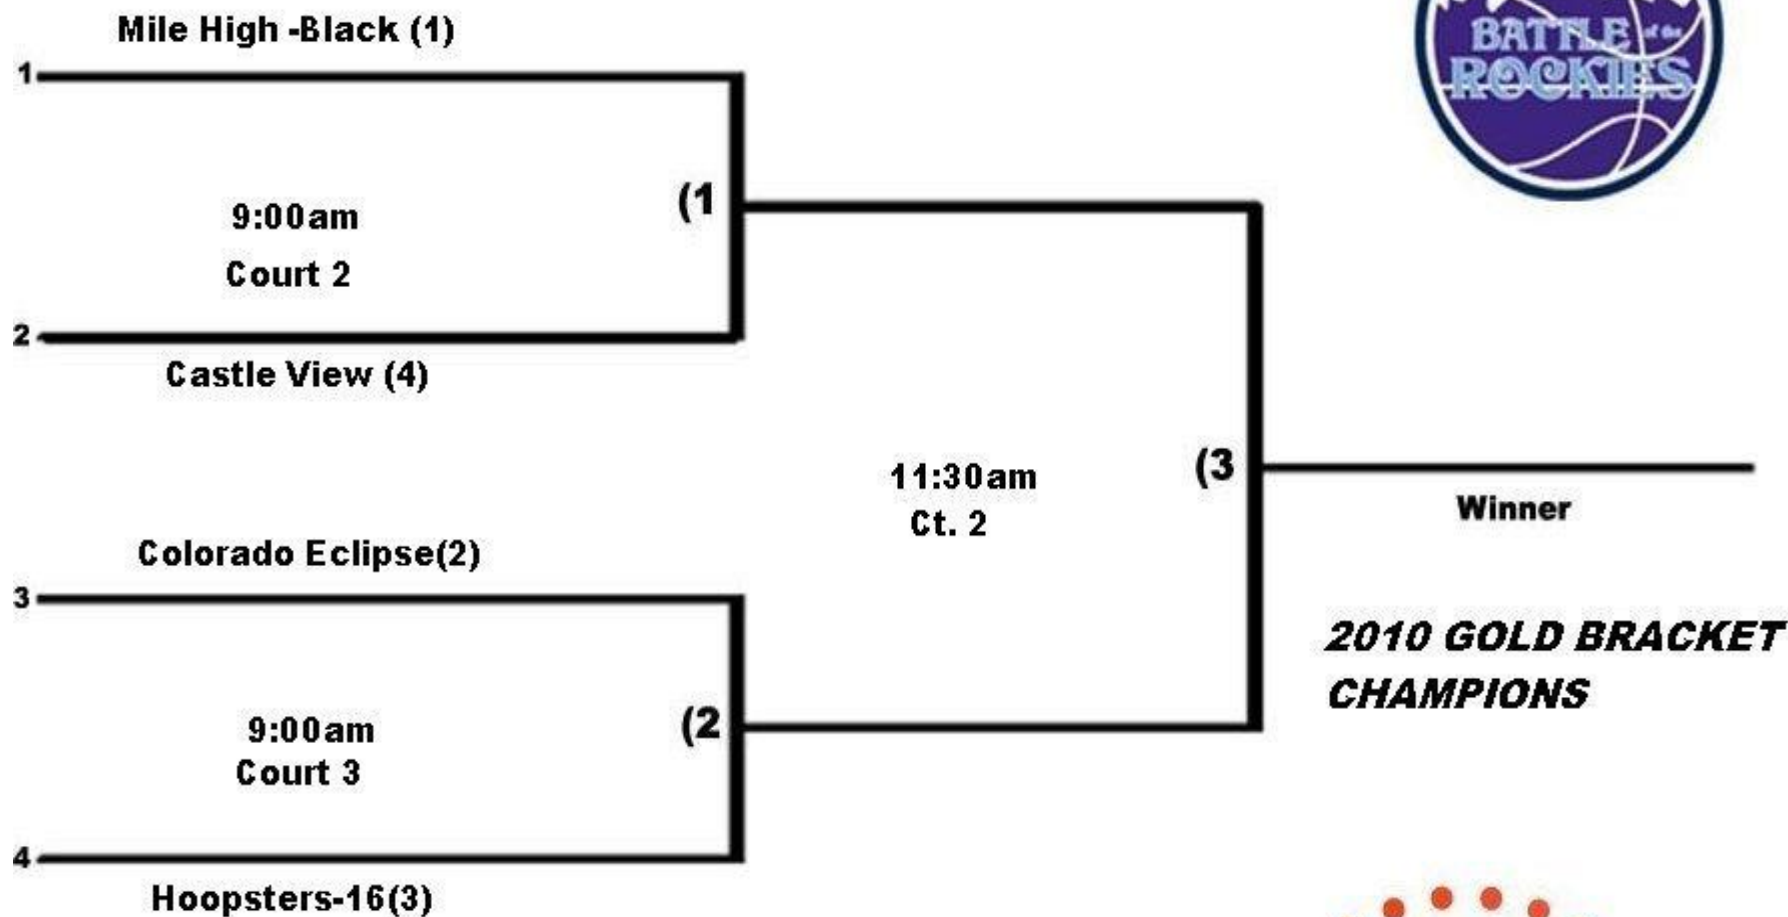 Mile High -Black (1)
1
BATTLE of the
ROCKIES
9:00am
Court 2
(1
2
Castle View (4)
11:30am
Ct. 2
(3
Winner
Colorado Eclipse(2)
3
2010 GOLD BRACKET
CHAMPIONS
9:00am
Court 3
(2
4
Hoopsters-16(3)